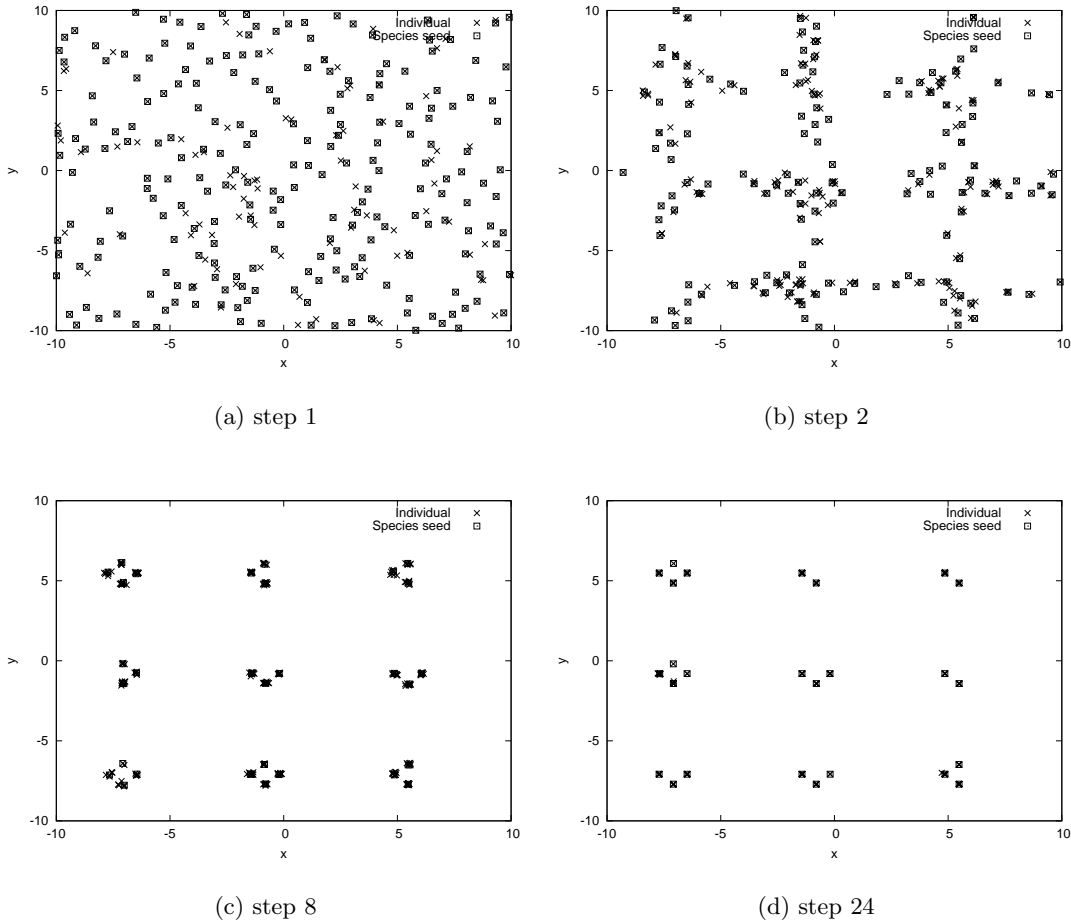 10
5
0
-5
-10
-10
-5
0
5
10
y
x
Individual
Species seed
(a) step 1
10
5
0
-5
-10
-10
-5
0
5
10
y
x
Individual
Species seed
(b) step 2
10
5
0
-5
-10
-10
-5
0
5
10
y
x
Individual
Species seed
(c) step 8
10
5
0
-5
-10
-10
-5
0
5
10
y
x
Individual
Species seed
(d) step 24